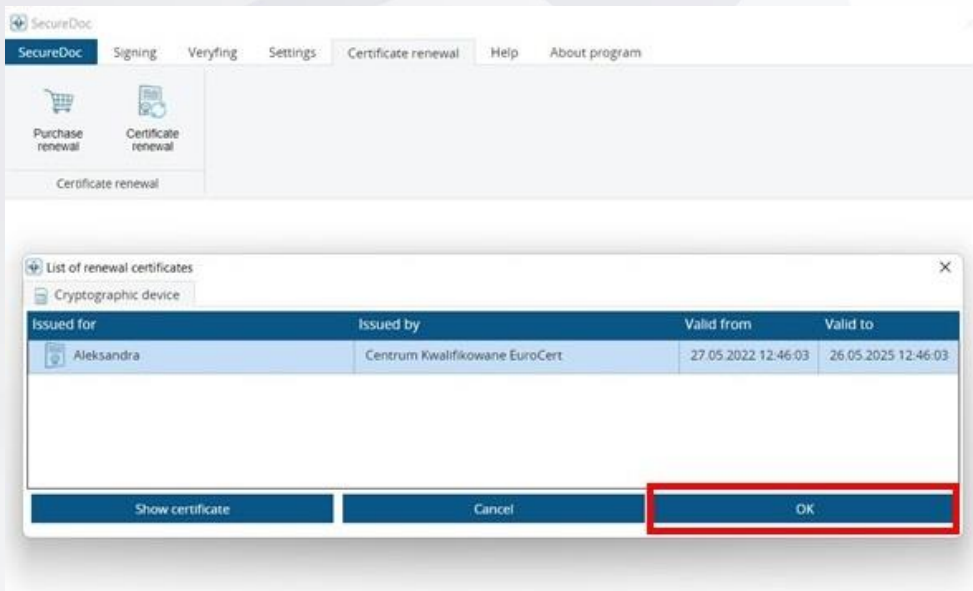 SecureDoc
SecureDoc Signing Veryfing Settings Certificate renewal Help About program
Purchase renewal
Certificate renewal
Certificate renewal
List of renewal certificates
Cryptographic device
Issued for Issued by Valid from Valid to
Aleksandra Centrum Kwalifikowane EuroCert 27.05.2022 12:46:03 26.05.2025 12:46:03
Show certificate Cancel OK